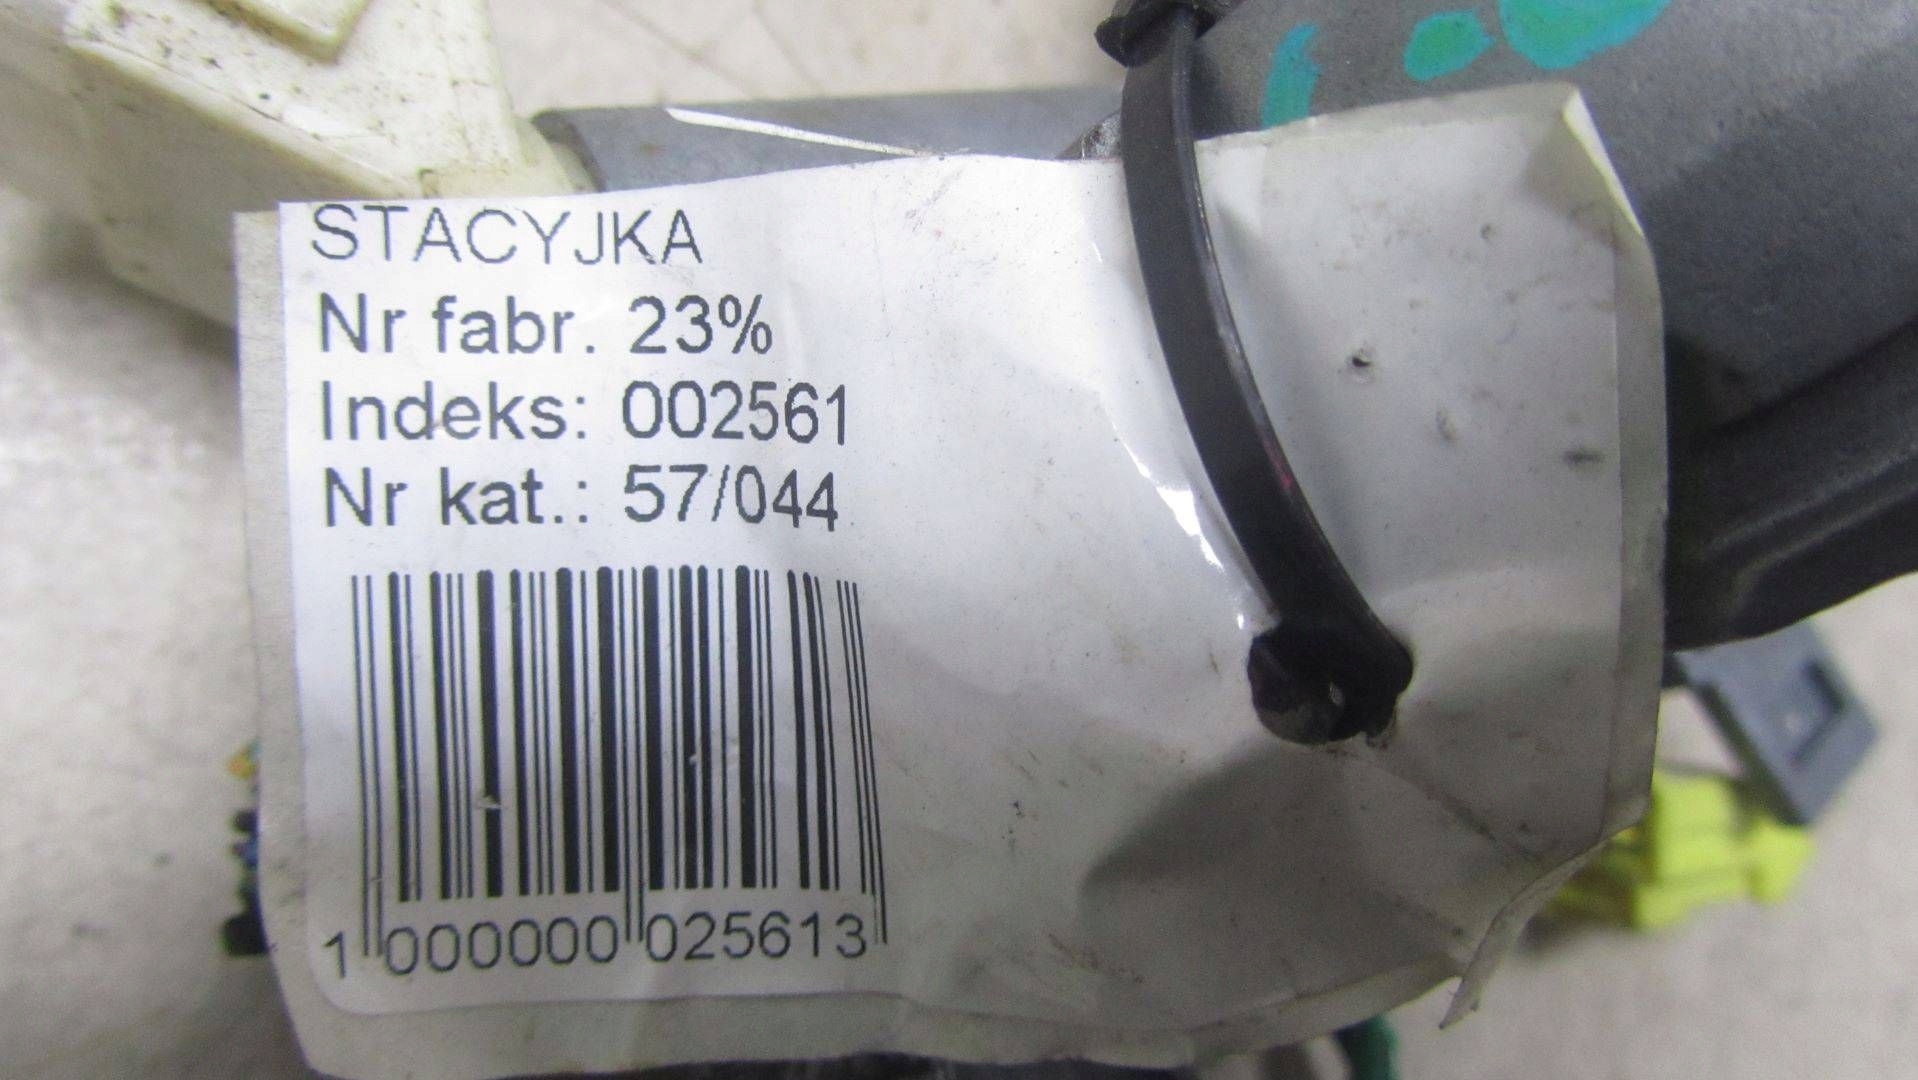 STACYJKA
Nr fabr. 23%
Indeks: 002561
Nr kat.: 57/044
1 000000 025613